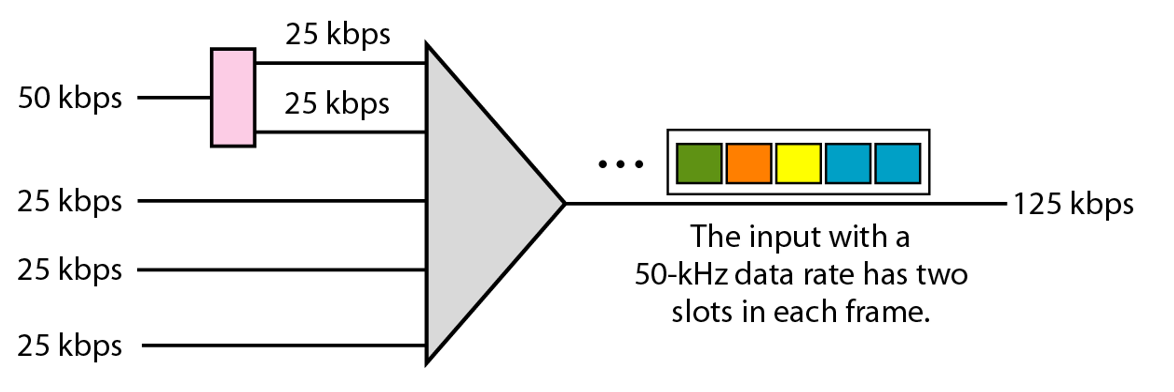 25 kbps
50 kbps
25 kbps
25 kbps
25 kbps
25 kbps
...
125 kbps
The input with a
50-kHz data rate has two
slots in each frame.